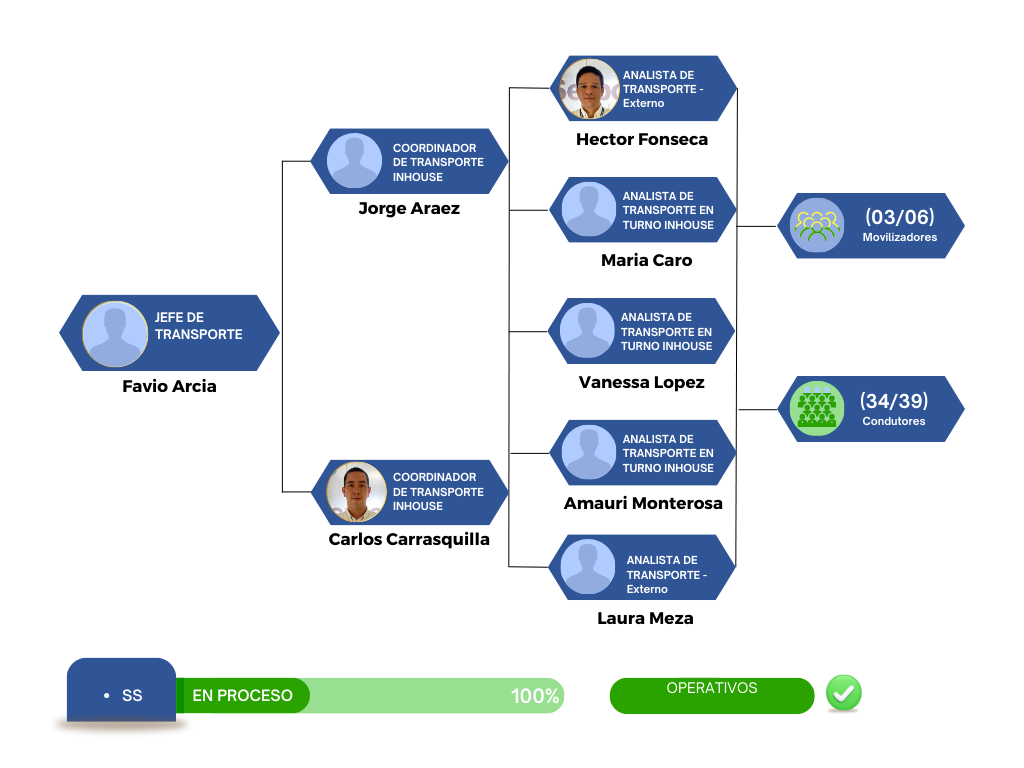 ANALISTA DE
TRANSPORTE -
Externo
Hector Fonseca
COORDINADOR
DE TRANSPORTE
INHOUSE
Jorge Araez
ANALISTA DE
TRANSPORTE EN
TURNO INHOUSE
Maria Caro
(03/06)
Movilizadores
JEFE DE
TRANSPORTE
Favio Arcia
ANALISTA DE
TRANSPORTE EN
TURNO INHOUSE
Vanessa Lopez
(34/39)
Condutores
ANALISTA DE
TRANSPORTE EN
TURNO INHOUSE
Amauri Monterosa
COORDINADOR
DE TRANSPORTE
INHOUSE
Carlos Carrasquilla
ANALISTA DE
TRANSPORTE -
Externo
Laura Meza
• SS
EN PROCESO
100%
OPERATIVOS